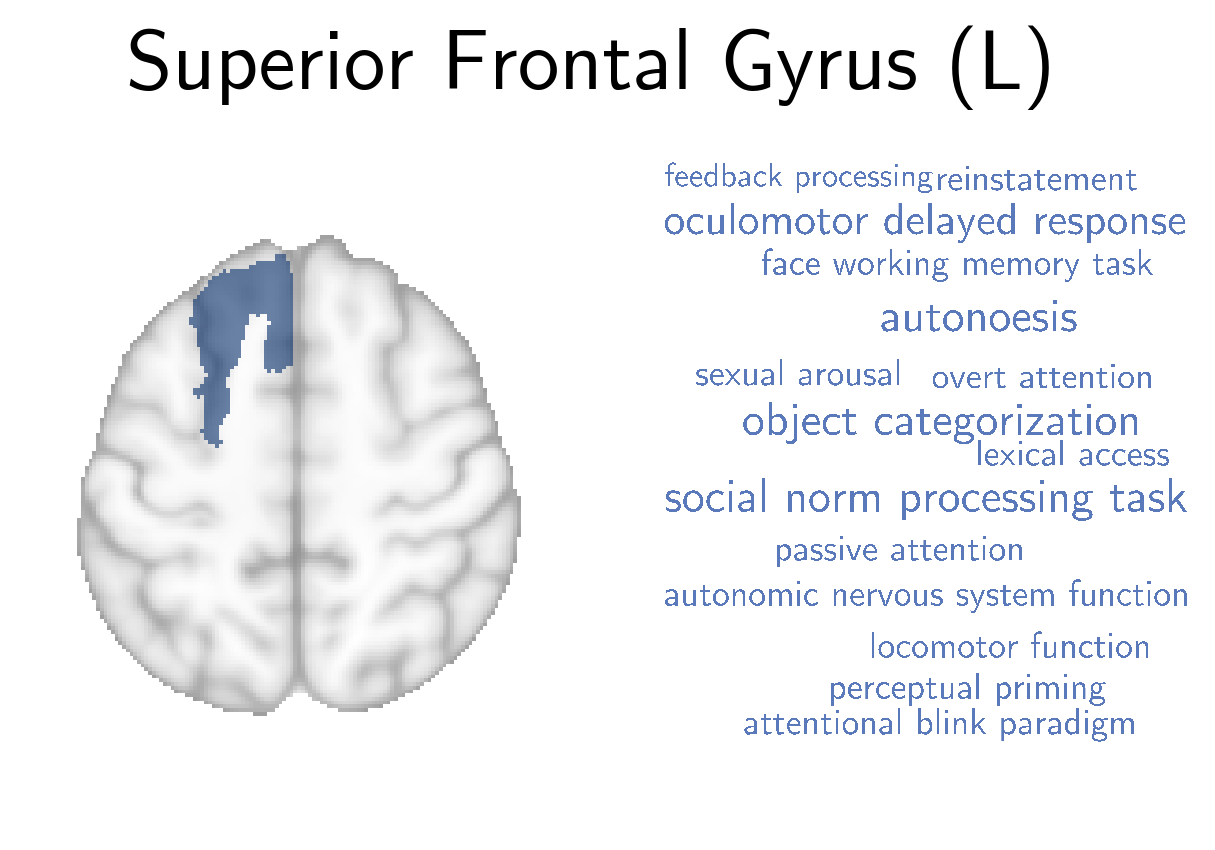 Superior Frontal Gyrus (L)
feedback processing reinstatement
oculomotor delayed response
face working memory task
autonoesis
sexual arousal overt attention
object categorization
lexical access
social norm processing task
passive attention
autonomic nervous system function
locomotor function
perceptual priming
attentional blink paradigm